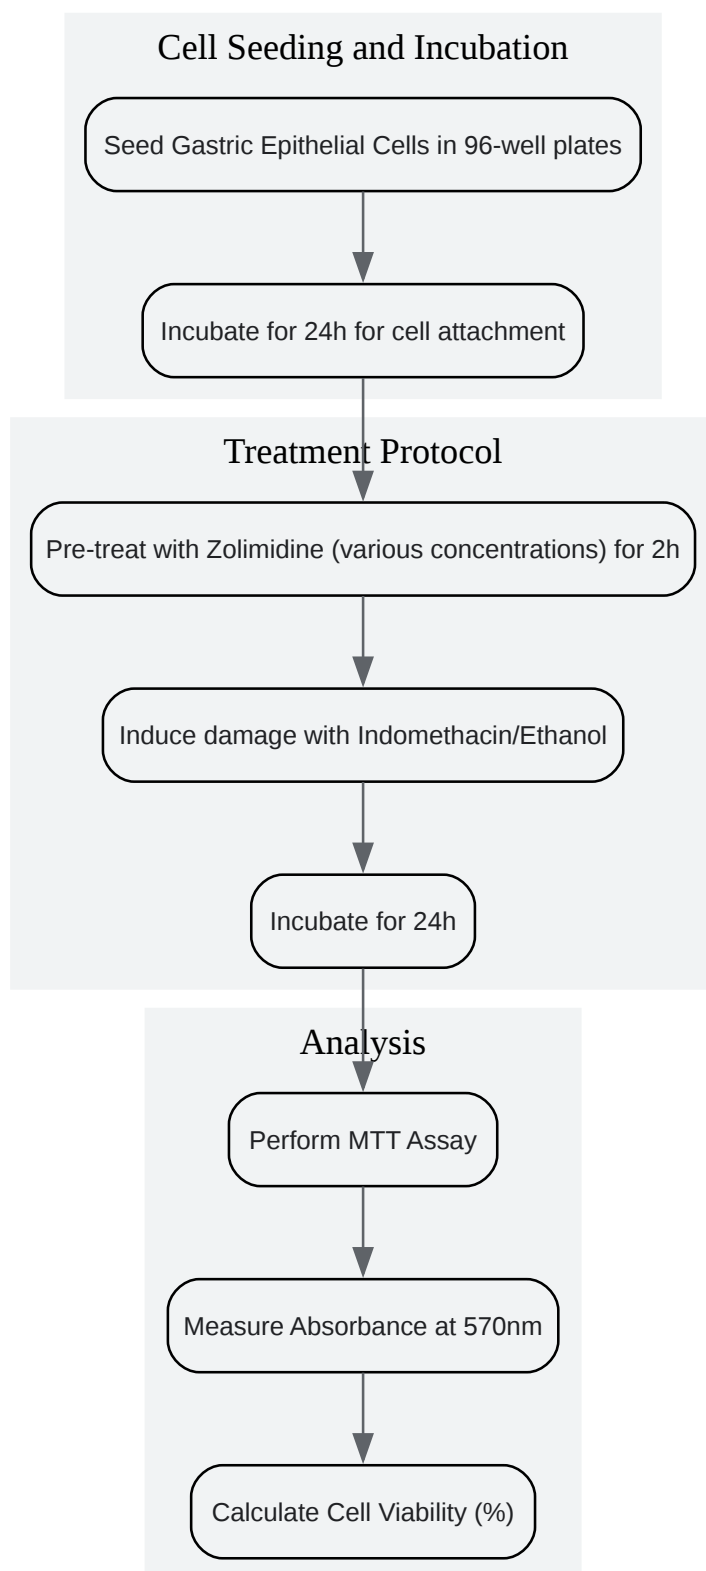 Cell Seeding and Incubation
Seed Gastric Epithelial Cells in 96-well plates
Incubate for 24h for cell attachment
Treatment Protocol
Pre-treat with Zolimidine (various concentrations) for 2h
Induce damage with Indomethacin/Ethanol
Incubate for 24h
Analysis
Perform MTT Assay
Measure Absorbance at 570nm
Calculate Cell Viability (%)